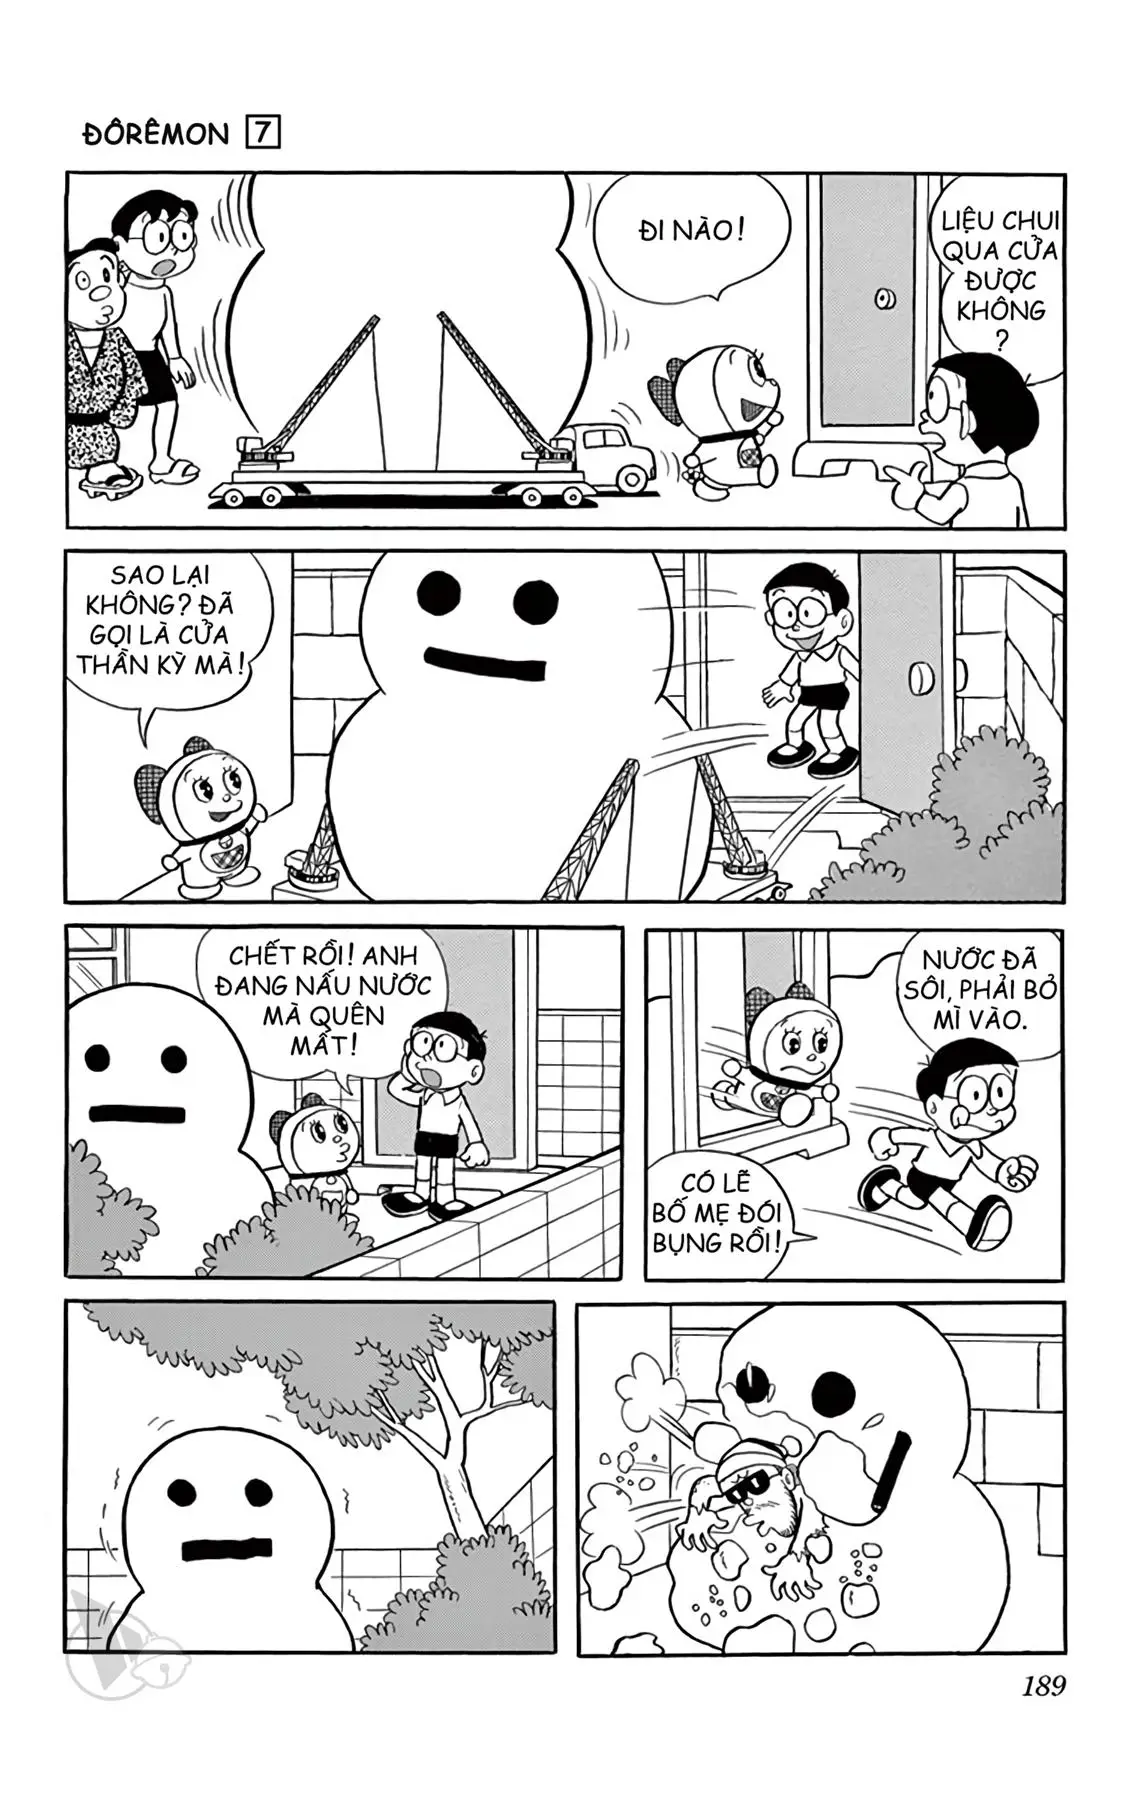 ĐÔRÊMON 7
ĐI NÀO!
LIỆU CHUI
QUA CỬA
ĐƯỢC
KHÔNG
?
SAO LẠI
KHÔNG? ĐÃ
GỌI LÀ CỬA
THẦN KỲ MÀ!
CHẾT RỒI! ANH
ĐANG NẤU NƯỚC
MÀ QUÊN
MẤT!
NƯỚC ĐÃ
SÔI, PHẢI BỎ
MÌ VÀO.
CÓ LẼ
BỐ MẸ ĐÓI
BỤNG RỒI!
189